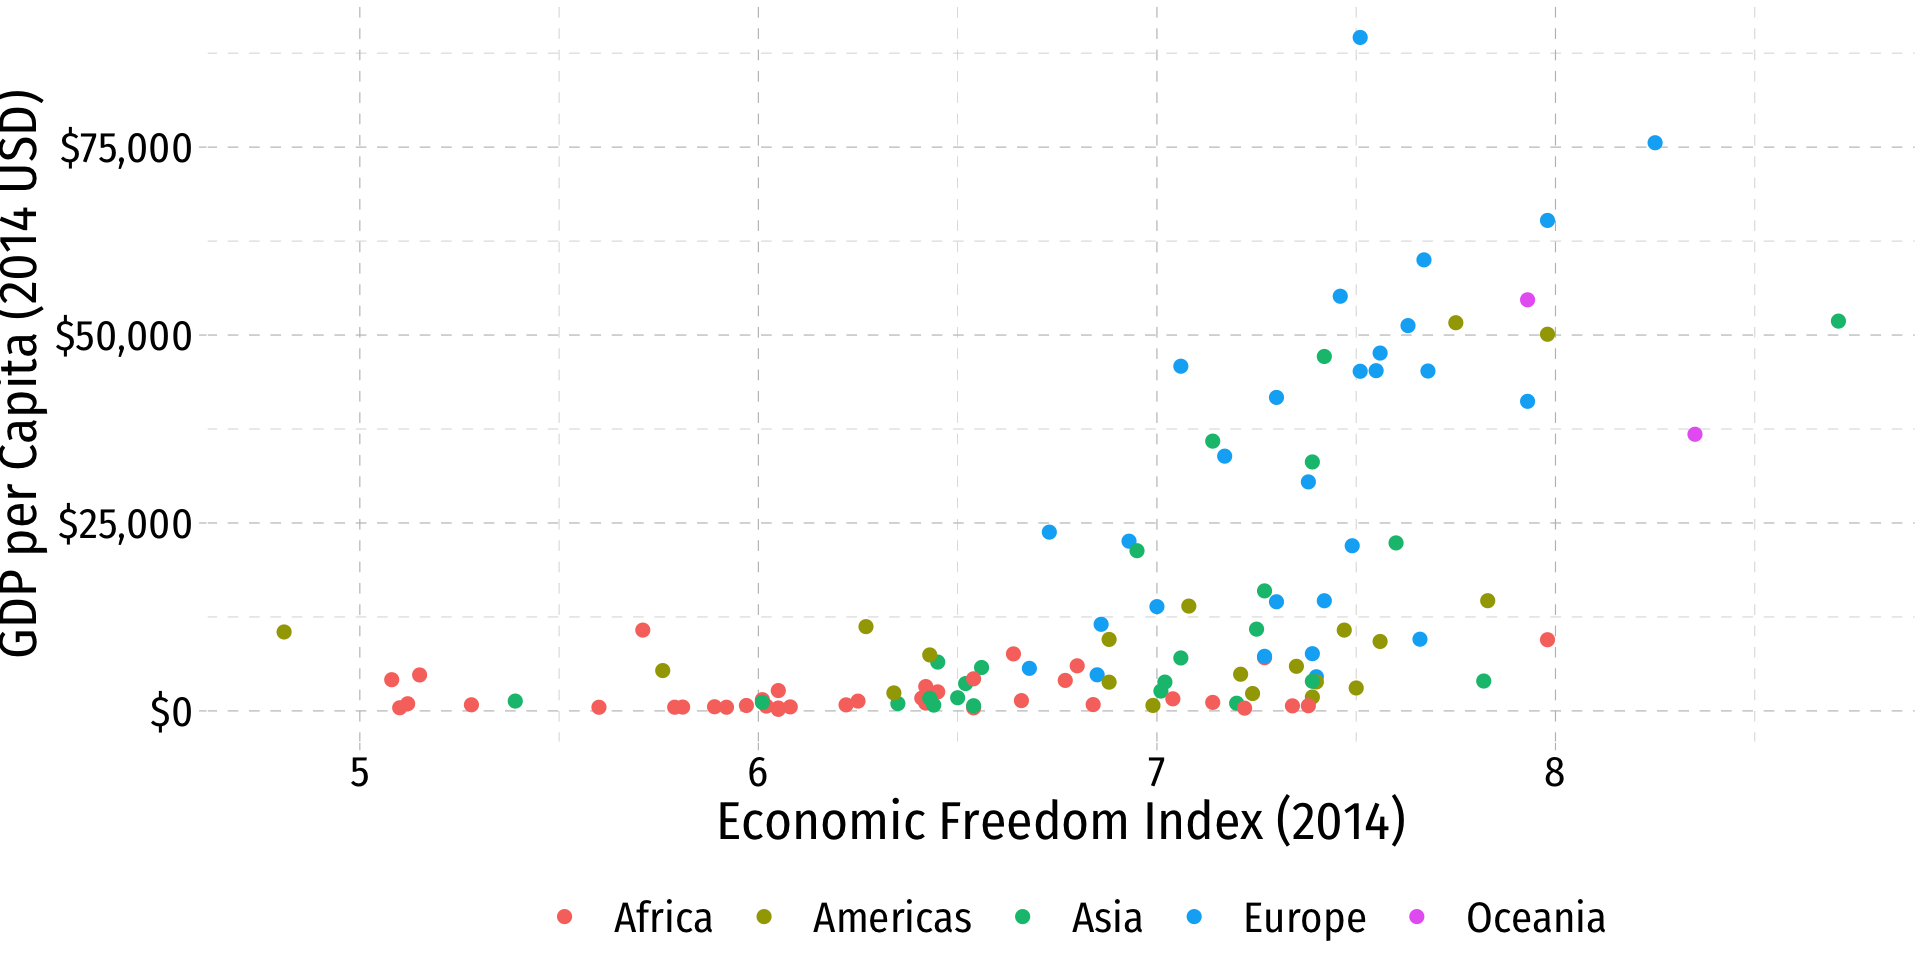 GDP per Capita (2014 USD)
$75,000
$50,000
$25,000
$0
5 6 7 8
Economic Freedom Index (2014)
Africa Americas Asia Europe Oceania